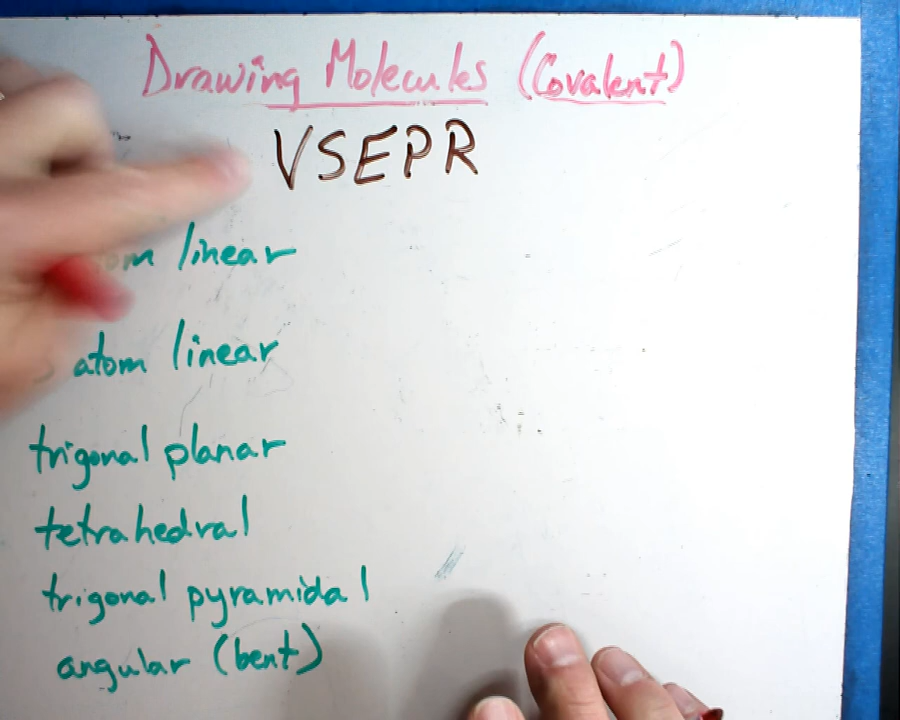 Drawing Molecules (Covalent)
VSEPR
linear
atom linear
trigonal planar
tetrahedral
trigonal pyramidal
angular (bent)